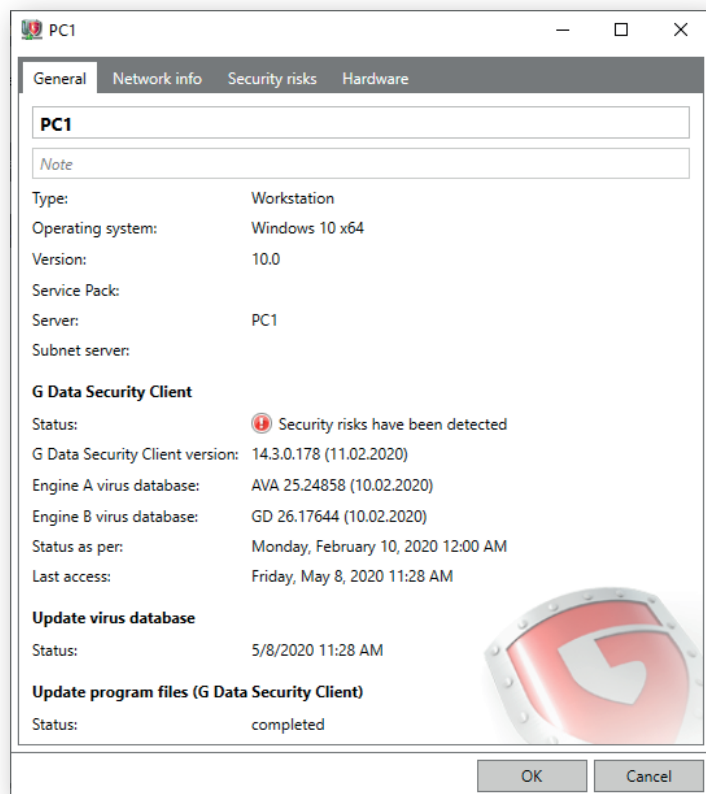 PC1
General Network info Security risks Hardware
PC1
Note
Type: Workstation
Operating system: Windows 10 x64
Version: 10.0
Service Pack:
Server: PC1
Subnet server:
G Data Security Client
Status: Security risks have been detected
G Data Security Client version: 14.3.0.178 (11.02.2020)
Engine A virus database: AVA 25.24858 (10.02.2020)
Engine B virus database: GD 26.17644 (10.02.2020)
Status as per: Monday, February 10, 2020 12:00 AM
Last access: Friday, May 8, 2020 11:28 AM
Update virus database
Status: 5/8/2020 11:28 AM
Update program files (G Data Security Client)
Status: completed
OK Cancel